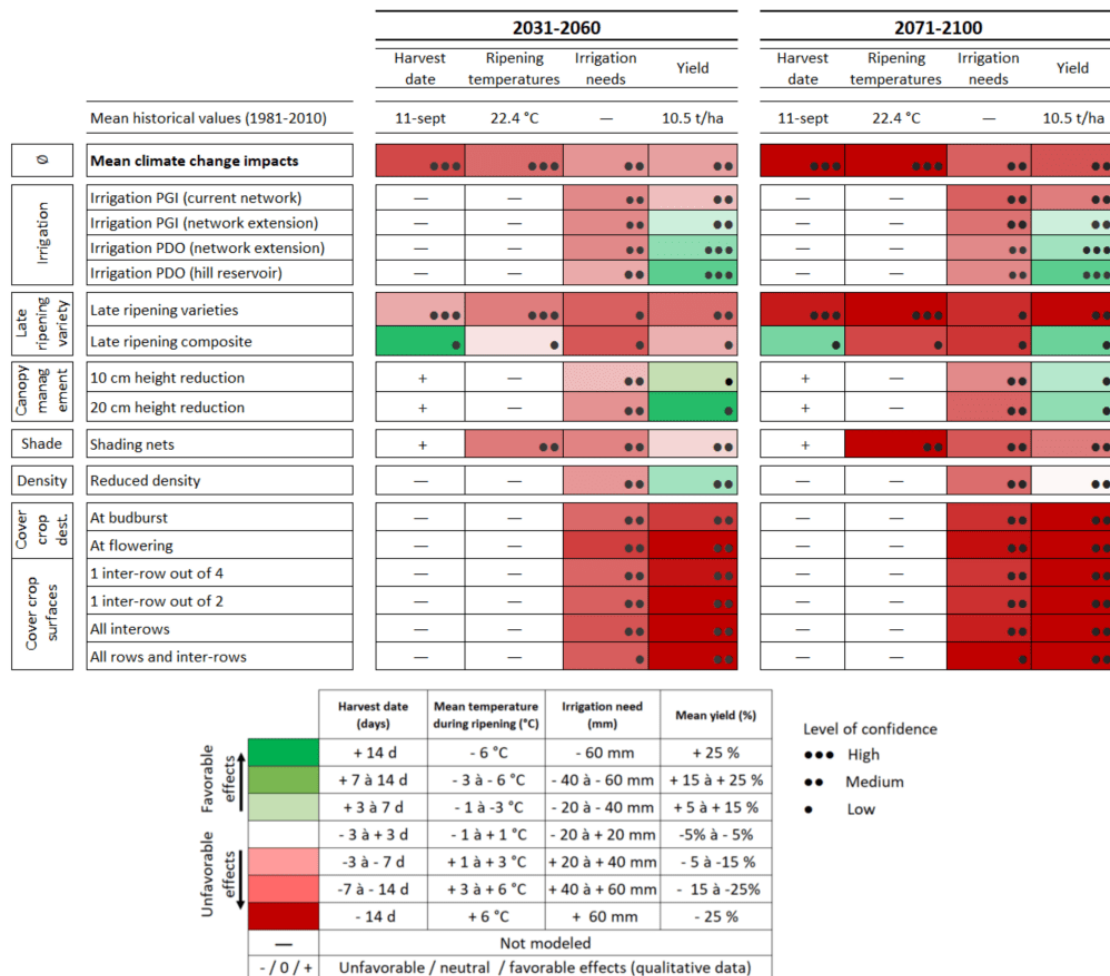 2031-2060 2071-2100
Harvest date Ripening temperatures Irrigation needs Yield Harvest date Ripening temperatures Irrigation needs Yield
Mean historical values (1981-2010) 11-sept 22.4 °C — 10.5 t/ha 11-sept 22.4 °C — 10.5 t/ha
Ø Mean climate change impacts ●●● ●●● ●● ●● ●●● ●●● ●● ●●
Irrigation
Irrigation PGI (current network) — — ●● ●● — — ●● ●●
Irrigation PGI (network extension) — — ●● ●● — — ●● ●●
Irrigation PDO (network extension) — — ●● ●●● — — ●● ●●●
Irrigation PDO (hill reservoir) — — ●● ●●● — — ●● ●●●
Late ripening variety
Late ripening varieties ●●● ●●● ● ●● ●●● ●●● ● ●●
Late ripening composite ● ● ● ● ● ● ● ●
Canopy manag ement
10 cm height reduction + — ●● ● + — ●● ●
20 cm height reduction + — ●● ● + — ●● ●
Shade Shading nets + ●● ●● ●● + ●● ●● ●●
Density Reduced density — — ●● ●● — — ●● ●●
Cover crop dest.
At budburst — — ●● ●● — — ●● ●●
At flowering — — ●● ●● — — ●● ●●
Cover crop surfaces
1 inter-row out of 4 — — ●● ●● — — ●● ●●
1 inter-row out of 2 — — ●● ●● — — ●● ●●
All interows — — ●● ●● — — ●● ●●
All rows and inter-rows — — ● ●● — — ● ●●
Harvest date (days) Mean temperature during ripening (°C) Irrigation need (mm) Mean yield (%)
Favorable effects
+ 14 d - 6 °C - 60 mm + 25 %
+ 7 à 14 d - 3 à - 6 °C - 40 à - 60 mm + 15 à + 25 %
+ 3 à 7 d - 1 à -3 °C - 20 à - 40 mm + 5 à + 15 %
- 3 à + 3 d - 1 à + 1 °C - 20 à + 20 mm -5% à - 5%
Unfavorable effects
-3 à - 7 d + 1 à + 3 °C + 20 à + 40 mm - 5 à -15 %
-7 à - 14 d + 3 à + 6 °C + 40 à + 60 mm - 15 à -25%
- 14 d + 6 °C + 60 mm - 25 %
— Not modeled
- / 0 / + Unfavorable / neutral / favorable effects (qualitative data)
Level of confidence
●●● High
●● Medium
● Low